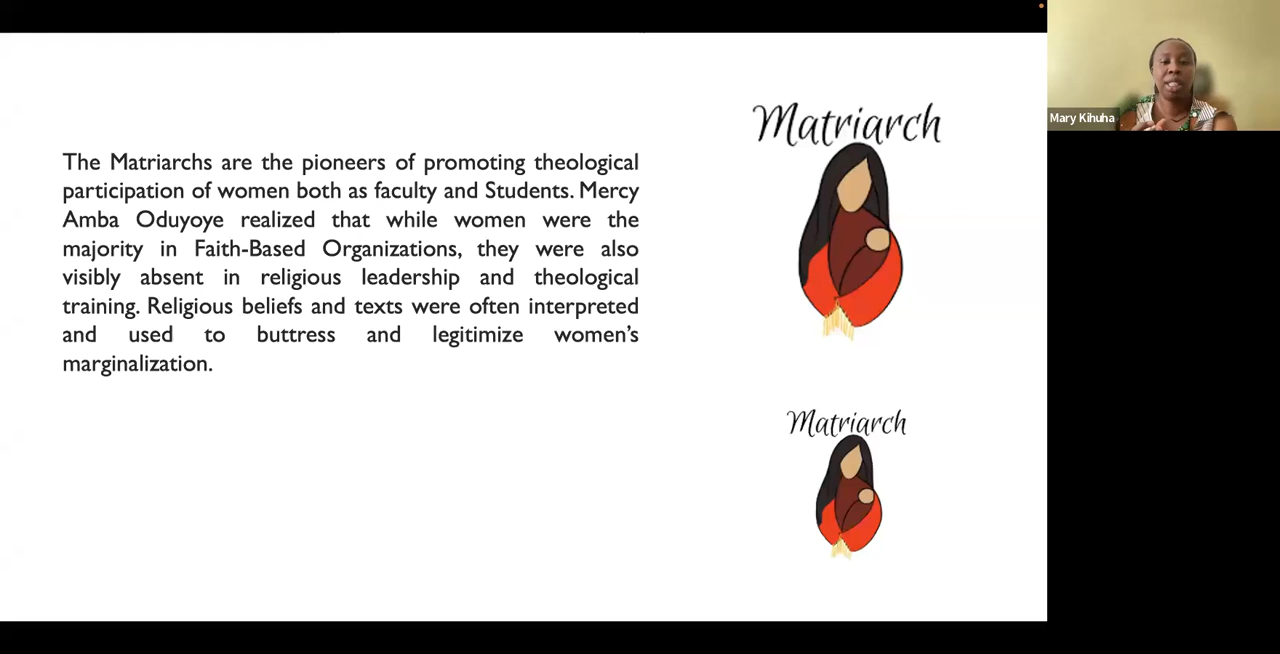 The Matriarchs are the pioneers of promoting theological
participation of women both as faculty and Students. Mercy
Amba Oduyoye realized that while women were the
majority in Faith-Based Organizations, they were also
visibly absent in religious leadership and theological
training. Religious beliefs and texts were often interpreted
and used to buttress and legitimize women’s
marginalization.
Matriarch
Matriarch
Mary Kihuha